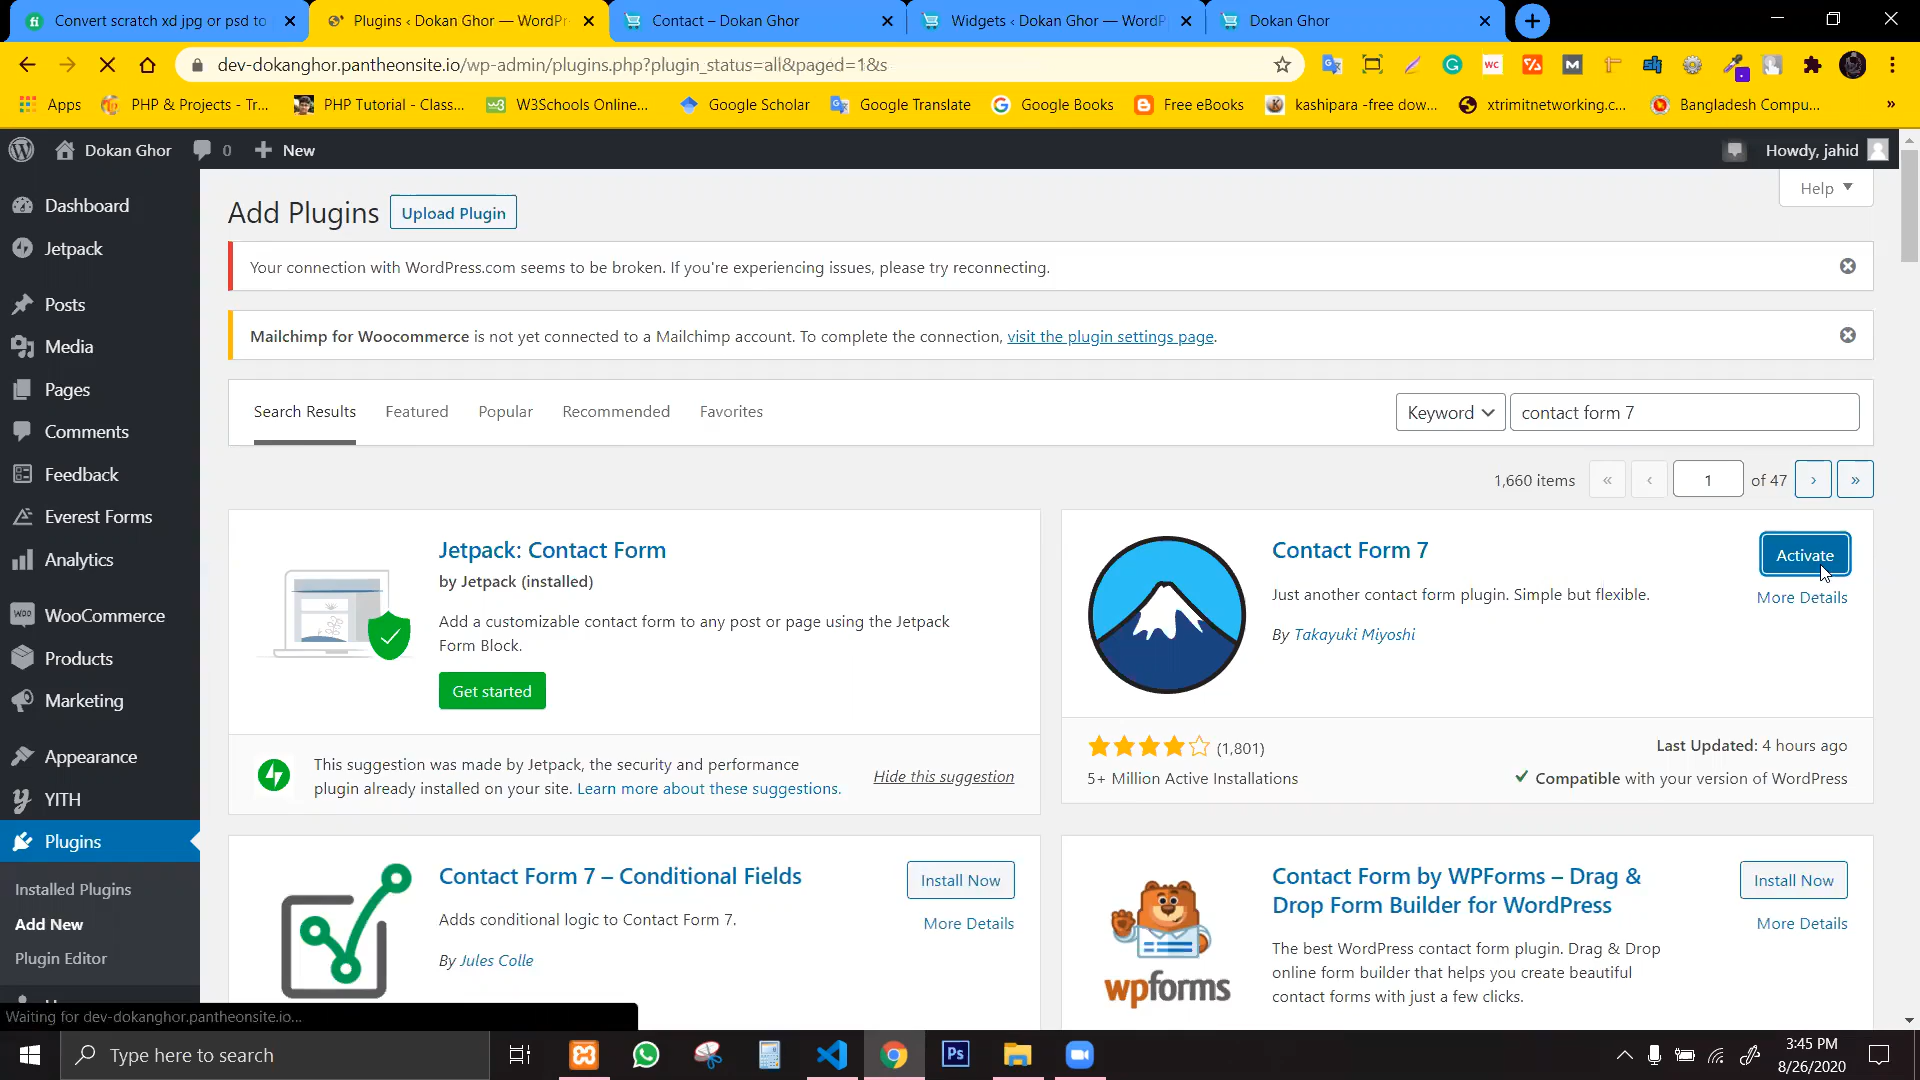 Convert scratch xd jpg or psd to
Plugins ‹ Dokan Ghor — WordPr
Contact – Dokan Ghor
Widgets ‹ Dokan Ghor — WordP
Dokan Ghor
dev-dokanghor.pantheonsite.io/wp-admin/plugins.php?plugin_status=all&paged=1&s
Apps
PHP & Projects - Tr...
PHP Tutorial - Class...
W3Schools Online...
Google Scholar
Google Translate
Google Books
Free eBooks
kashipara -free dow...
xtrimitnetworking.c...
Bangladesh Compu...
»
Dokan Ghor
0
New
Howdy, jahid
Dashboard
Jetpack
Posts
Media
Pages
Comments
Feedback
Everest Forms
Analytics
WooCommerce
Products
Marketing
Appearance
YITH
Plugins
Installed Plugins
Add New
Plugin Editor
Add Plugins
Upload Plugin
Help
Your connection with WordPress.com seems to be broken. If you're experiencing issues, please try reconnecting.
Mailchimp for Woocommerce is not yet connected to a Mailchimp account. To complete the connection, visit the plugin settings page.
Search Results
Featured
Popular
Recommended
Favorites
Keyword
contact form 7
1,660 items
«
‹
1
of 47
›
»
Jetpack: Contact Form
by Jetpack (installed)
Add a customizable contact form to any post or page using the Jetpack
Form Block.
Get started
This suggestion was made by Jetpack, the security and performance
plugin already installed on your site. Learn more about these suggestions.
Hide this suggestion
Contact Form 7
Activate
More Details
Just another contact form plugin. Simple but flexible.
By Takayuki Miyoshi
(1,801)
5+ Million Active Installations
Last Updated: 4 hours ago
Compatible with your version of WordPress
Contact Form 7 – Conditional Fields
Install Now
More Details
Adds conditional logic to Contact Form 7.
By Jules Colle
wpforms
Contact Form by WPForms – Drag &
Drop Form Builder for WordPress
Install Now
More Details
The best WordPress contact form plugin. Drag & Drop
online form builder that helps you create beautiful
contact forms with just a few clicks.
Waiting for dev-dokanghor.pantheonsite.io...
Type here to search
Ps
3:45 PM
8/26/2020